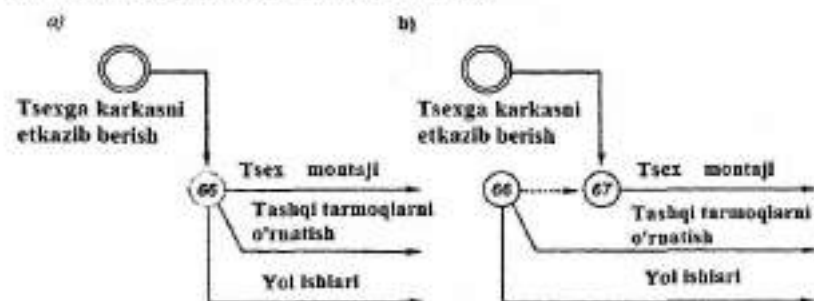 a)
Tsexga karkasni
etkazib berish
66
Tsex montaji
Tashqi tarmoqlarni
o'rnatish
Yol ishlari
b)
Tsexga karkasni
etkazib berish
66
67
Tsex montaji
Tashqi tarmoqlarni
o'rnatish
Yol ishlari